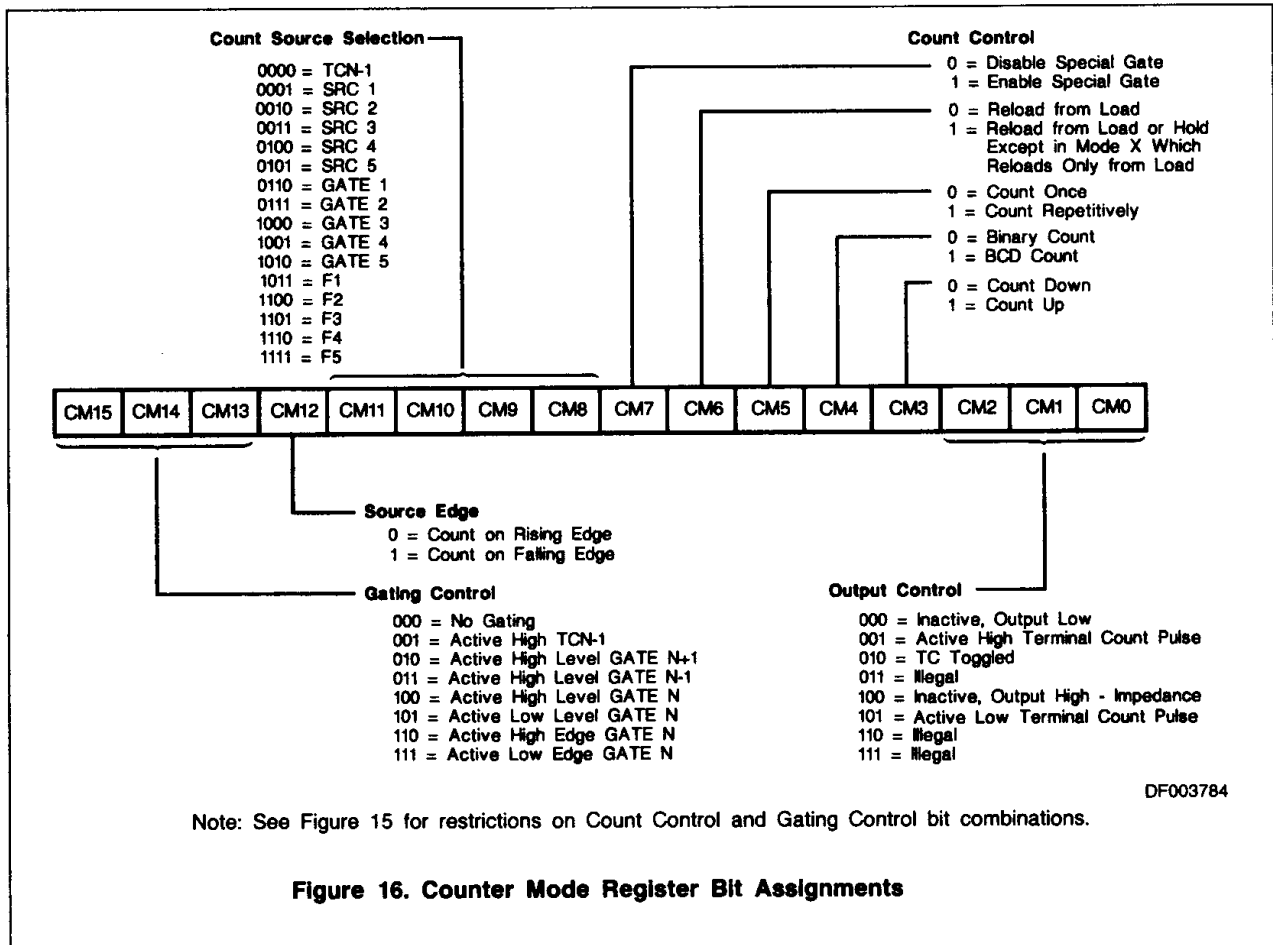 Count Source Selection
0000 = TCN-1
0001 = SRC 1
0010 = SRC 2
0011 = SRC 3
0100 = SRC 4
0101 = SRC 5
0110 = GATE 1
0111 = GATE 2
1000 = GATE 3
1001 = GATE 4
1010 = GATE 5
1011 = F1
1100 = F2
1101 = F3
1110 = F4
1111 = F5
Count Control
0 = Disable Special Gate
1 = Enable Special Gate
0 = Reload from Load
1 = Reload from Load or Hold
Except in Mode X Which
Reloads Only from Load
0 = Count Once
1 = Count Repetitively
0 = Binary Count
1 = BCD Count
0 = Count Down
1 = Count Up
CM15 CM14 CM13 CM12 CM11 CM10 CM9 CM8 CM7 CM6 CM5 CM4 CM3 CM2 CM1 CM0
Source Edge
0 = Count on Rising Edge
1 = Count on Falling Edge
Gating Control
000 = No Gating
001 = Active High TCN-1
010 = Active High Level GATE N+1
011 = Active High Level GATE N-1
100 = Active High Level GATE N
101 = Active Low Level GATE N
110 = Active High Edge GATE N
111 = Active Low Edge GATE N
Output Control
000 = Inactive, Output Low
001 = Active High Terminal Count Pulse
010 = TC Toggled
011 = Illegal
100 = Inactive, Output High - Impedance
101 = Active Low Terminal Count Pulse
110 = Illegal
111 = Illegal
DF003784
Note: See Figure 15 for restrictions on Count Control and Gating Control bit combinations.
Figure 16. Counter Mode Register Bit Assignments